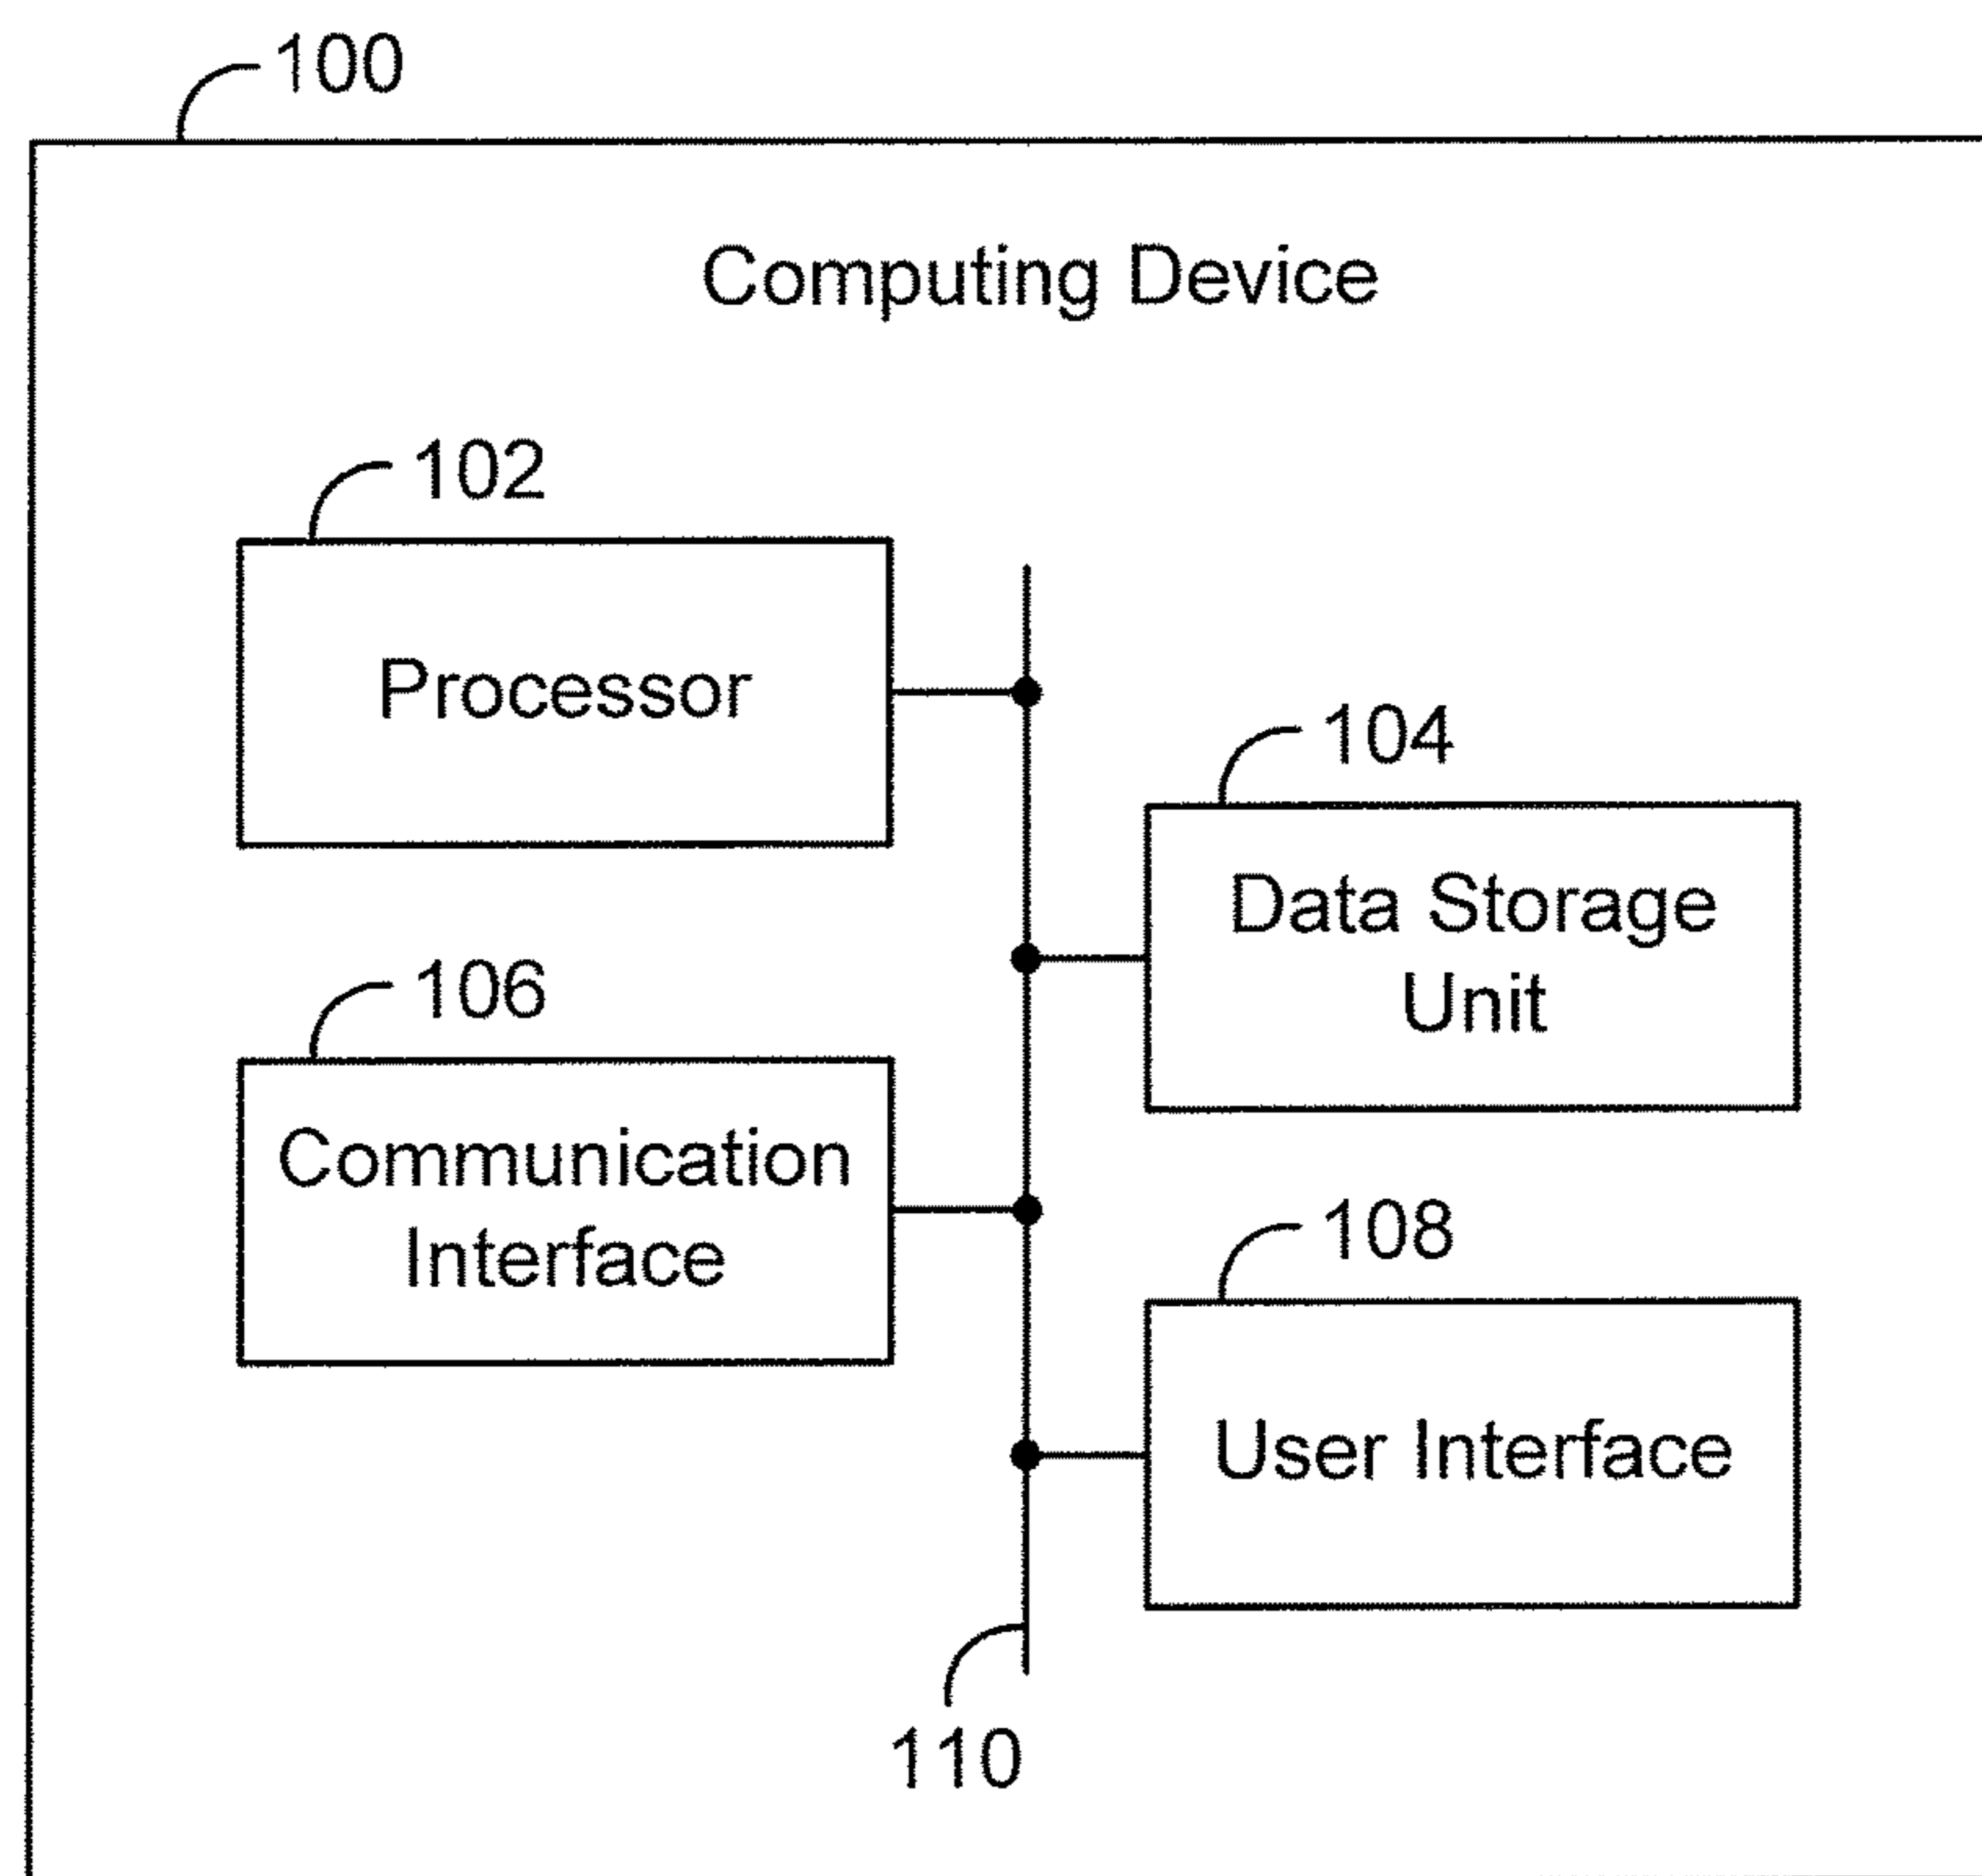 100
Computing Device
102
Processor
104
Data Storage
Unit
106
Communication
Interface
108
User Interface
110